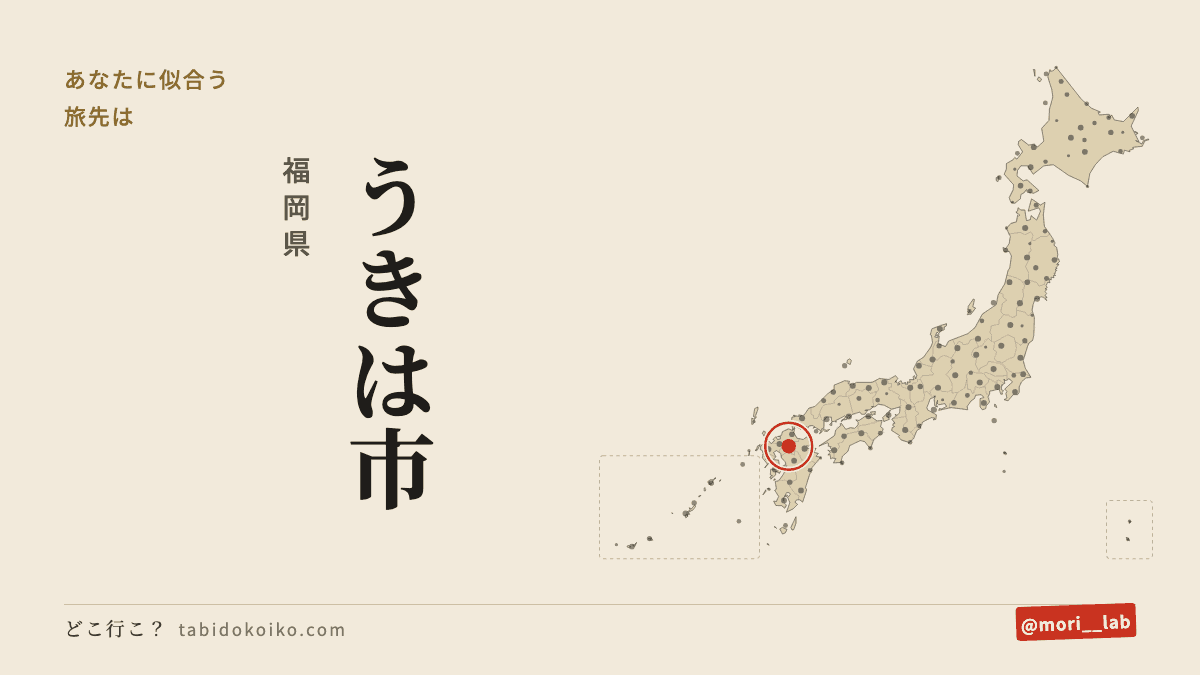 あなたに似合う
旅先は
うきは市
福岡県
どこ行こ？ tabidokoiko.com
@mori__lab